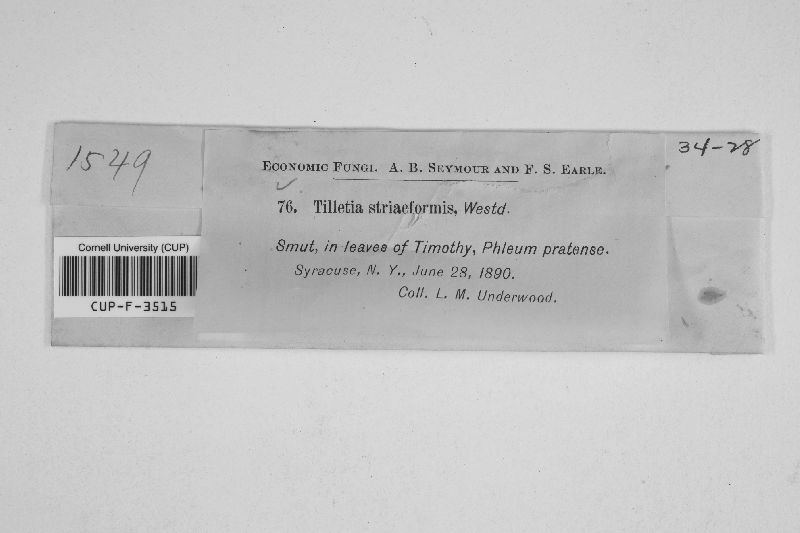 1549
34-28
ECONOMIC FUNGI. A. B. SEYMOUR AND F. S. EARLE.
76. Tilletia striaeformis, Westd.
Smut, in leaves of Timothy, Phleum pratense.
Syracuse, N. Y., June 28, 1890.
Coll. L. M. Underwood.
Cornell University (CUP)
CUP-F-3515